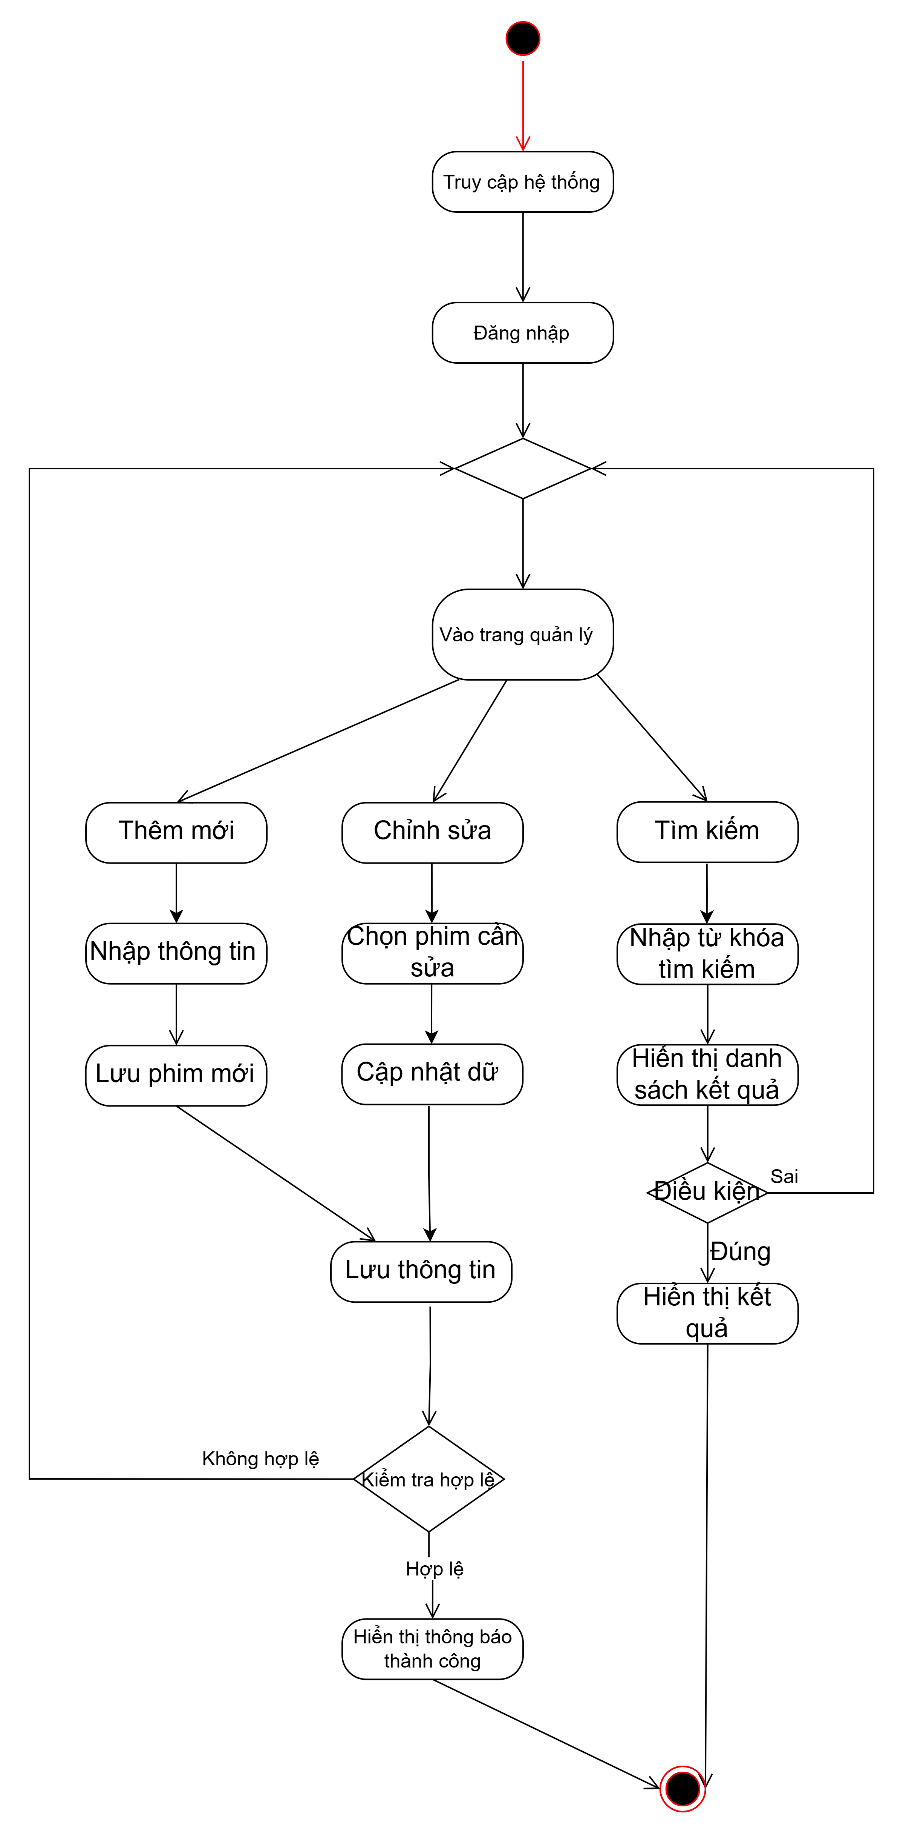 Truy cập hệ thống
Đăng nhập
Vào trang quản lý
Thêm mới
Chỉnh sửa
Tìm kiếm
Nhập thông tin
Chọn phim cần
sửa
Nhập từ khóa
tìm kiếm
Lưu phim mới
Cập nhật dữ
Hiển thị danh
sách kết quả
Điều kiện
Sai
Đúng
Lưu thông tin
Hiển thị kết
quả
Không hợp lệ
Kiểm tra hợp lệ
Hợp lệ
Hiển thị thông báo
thành công